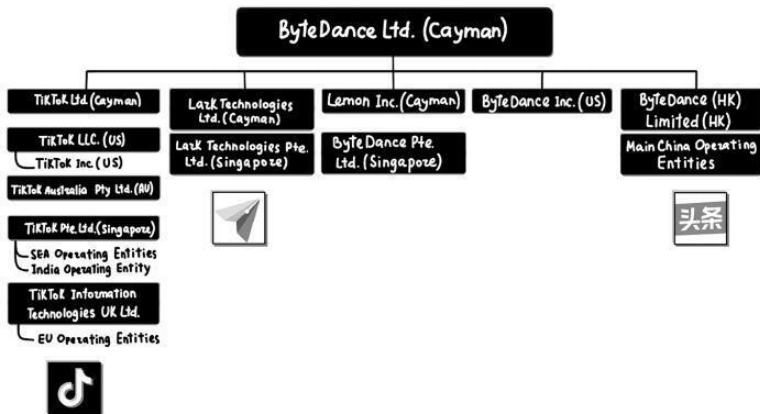 ByteDance Ltd. (Cayman)
TikTok Ltd. (Cayman)
TikTok LLC. (US)
TikTok Inc. (US)
TikTok Australia Pty Ltd. (AU)
TikTok Pte. Ltd. (Singapore)
SEA Operating Entities
India Operating Entity
TikTok Information
Technologies UK Ltd.
EU Operating Entities
Lark Technologies
Ltd. (Cayman)
Lark Technologies Pte.
Ltd. (Singapore)
Lemon Inc. (Cayman)
ByteDance Pte.
Ltd. (Singapore)
ByteDance Inc. (US)
ByteDance (HK)
Limited (HK)
Main China Operating
Entities
头条